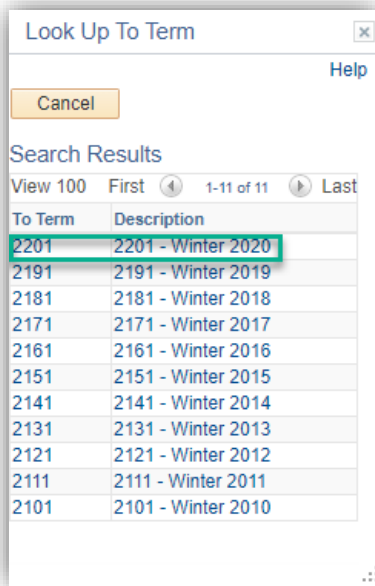 Look Up To Term
Help
Cancel
Search Results
View 100 First 1-11 of 11 Last
To Term Description
2201 2201 - Winter 2020
2191 2191 - Winter 2019
2181 2181 - Winter 2018
2171 2171 - Winter 2017
2161 2161 - Winter 2016
2151 2151 - Winter 2015
2141 2141 - Winter 2014
2131 2131 - Winter 2013
2121 2121 - Winter 2012
2111 2111 - Winter 2011
2101 2101 - Winter 2010